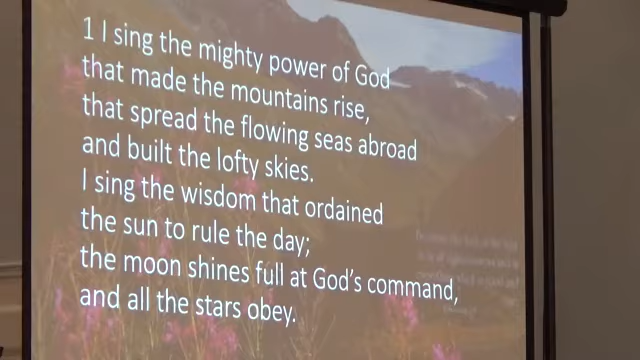 1 I sing the mighty power of God
that made the mountains rise,
that spread the flowing seas abroad
and built the lofty skies.
I sing the wisdom that ordained
the sun to rule the day;
the moon shines full at God's command,
and all the stars obey.